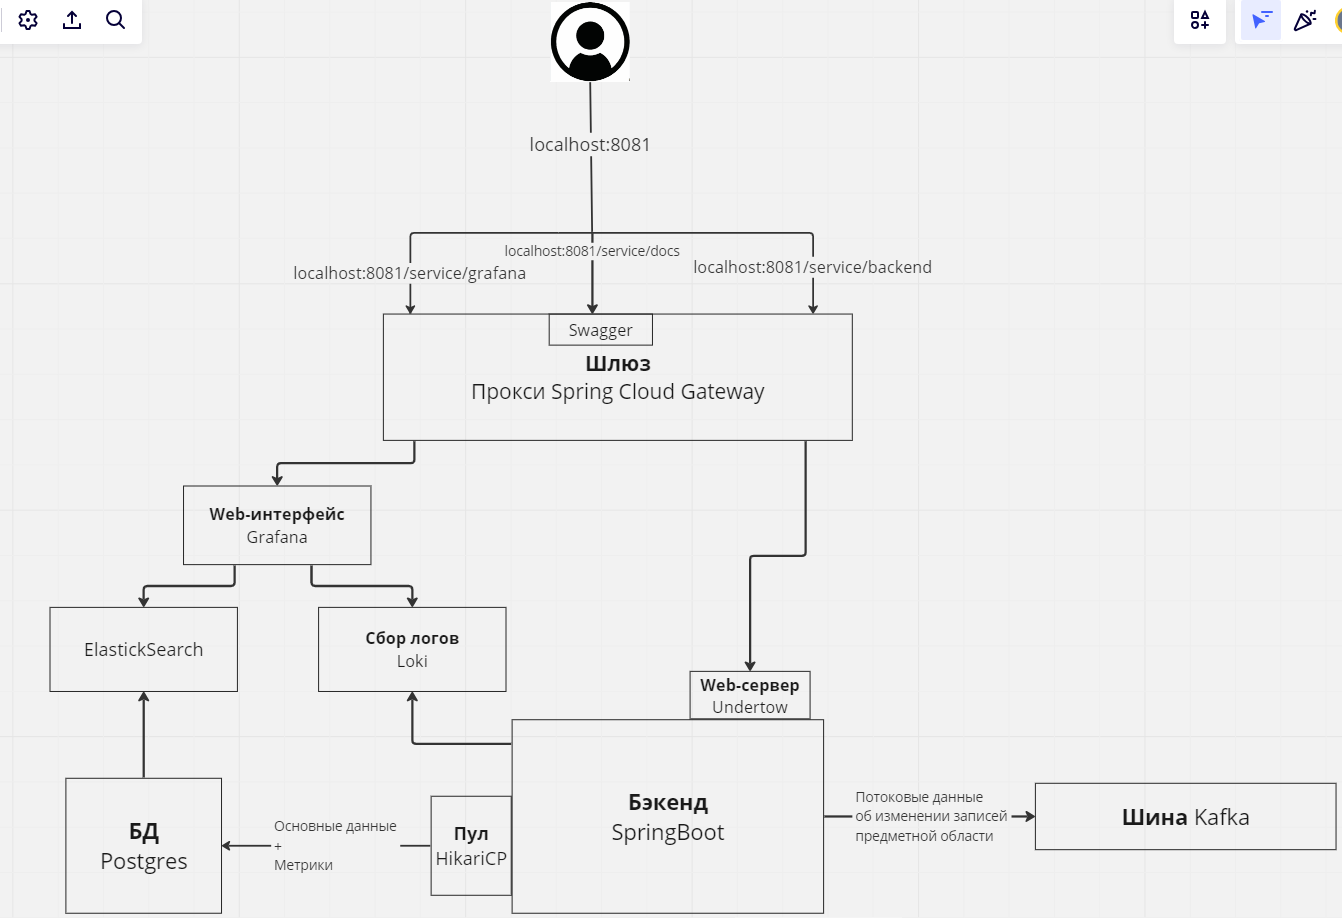 localhost:8081
localhost:8081/service/docs
localhost:8081/service/grafana
localhost:8081/service/backend
Swagger
Шлюз
Прокси Spring Cloud Gateway
Web-интерфейс
Grafana
ElastickSearch
Сбор логов
Loki
Web-сервер
Undertow
БД
Postgres
Основные данные
+
Метрики
Пул
HikariCP
Бэкенд
SpringBoot
Потоковые данные
об изменении записей
предметной области
Шина Kafka